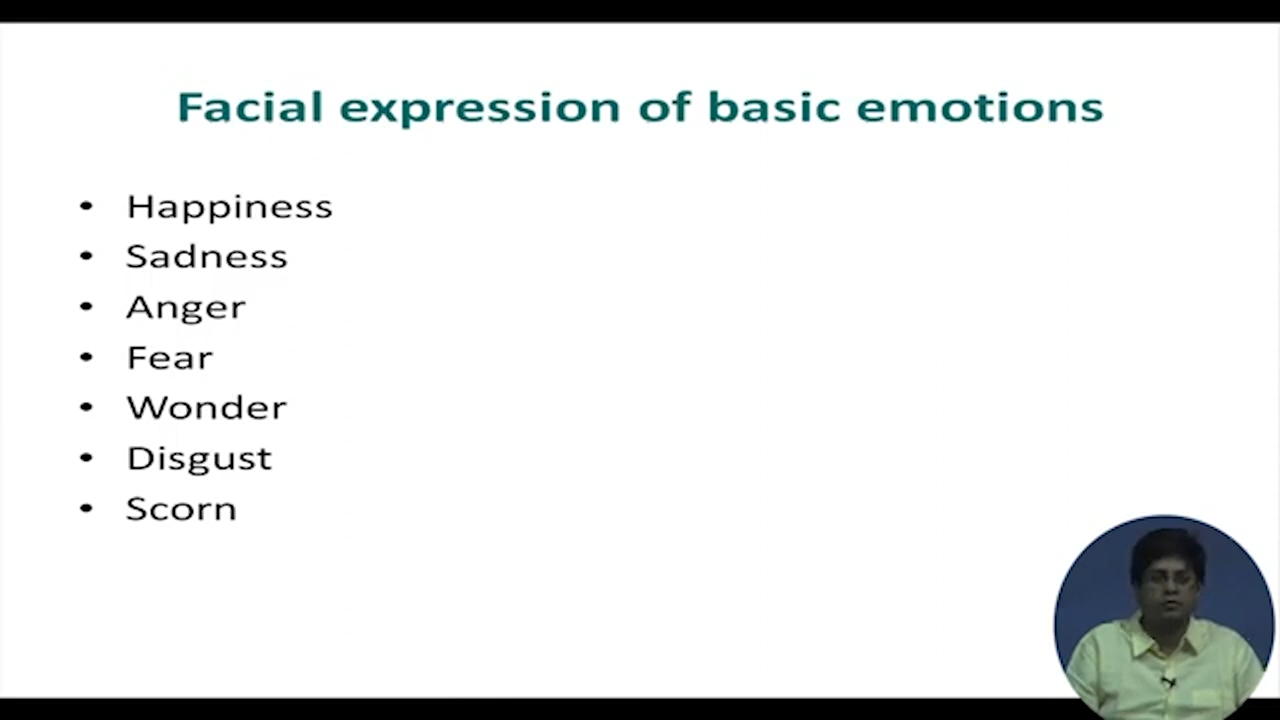 Facial expression of basic emotions
• Happiness
• Sadness
• Anger
• Fear
• Wonder
• Disgust
• Scorn